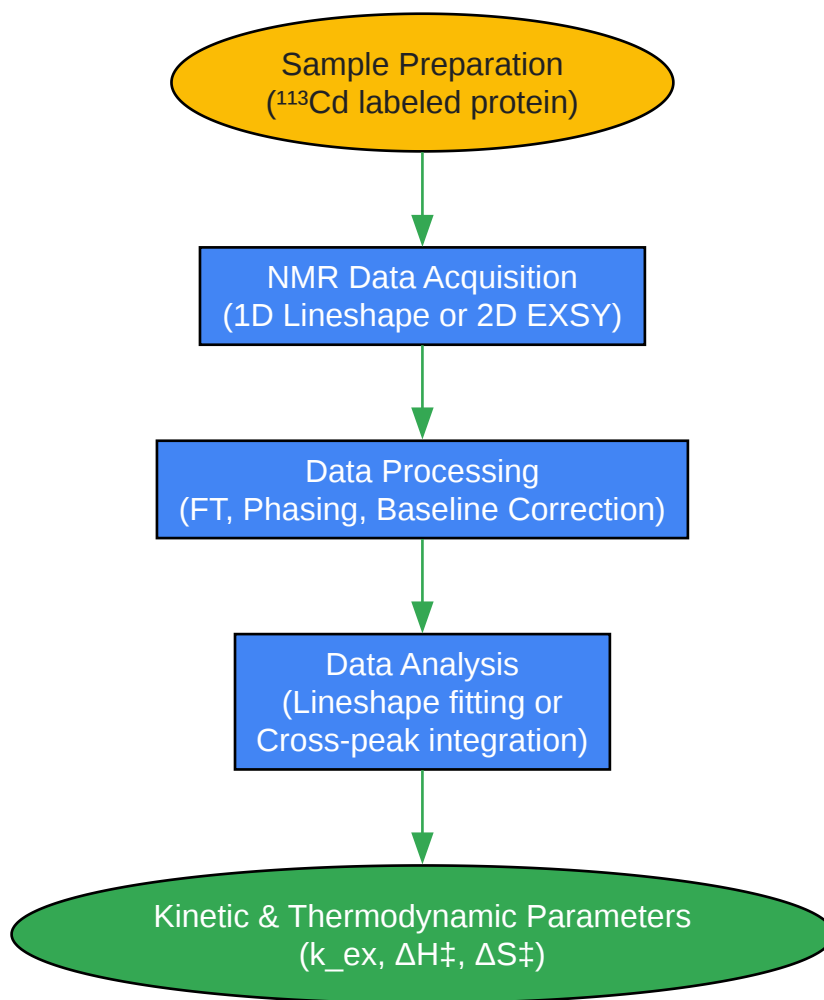 Sample Preparation
(¹¹³Cd labeled protein)
NMR Data Acquisition
(1D Lineshape or 2D EXSY)
Data Processing
(FT, Phasing, Baseline Correction)
Data Analysis
(Lineshape fitting or
Cross-peak integration)
Kinetic & Thermodynamic Parameters
(k_ex, ΔH‡, ΔS‡)